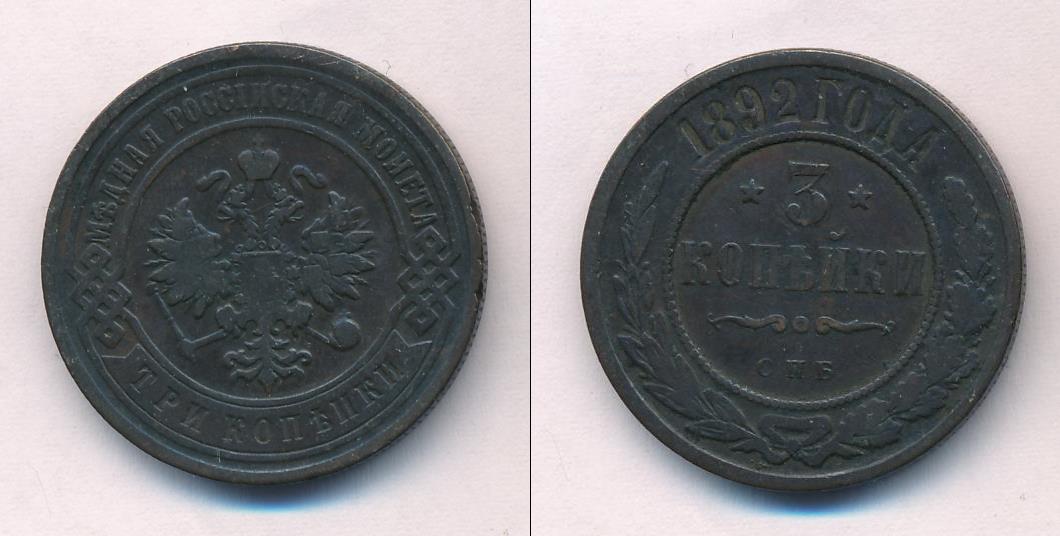 МѢДНАЯ РОССІЙСКАЯ МОНЕТА
ТРИ КОПѢЙКИ
1892 ГОДА
3
КОПѢЙКИ
СПБ